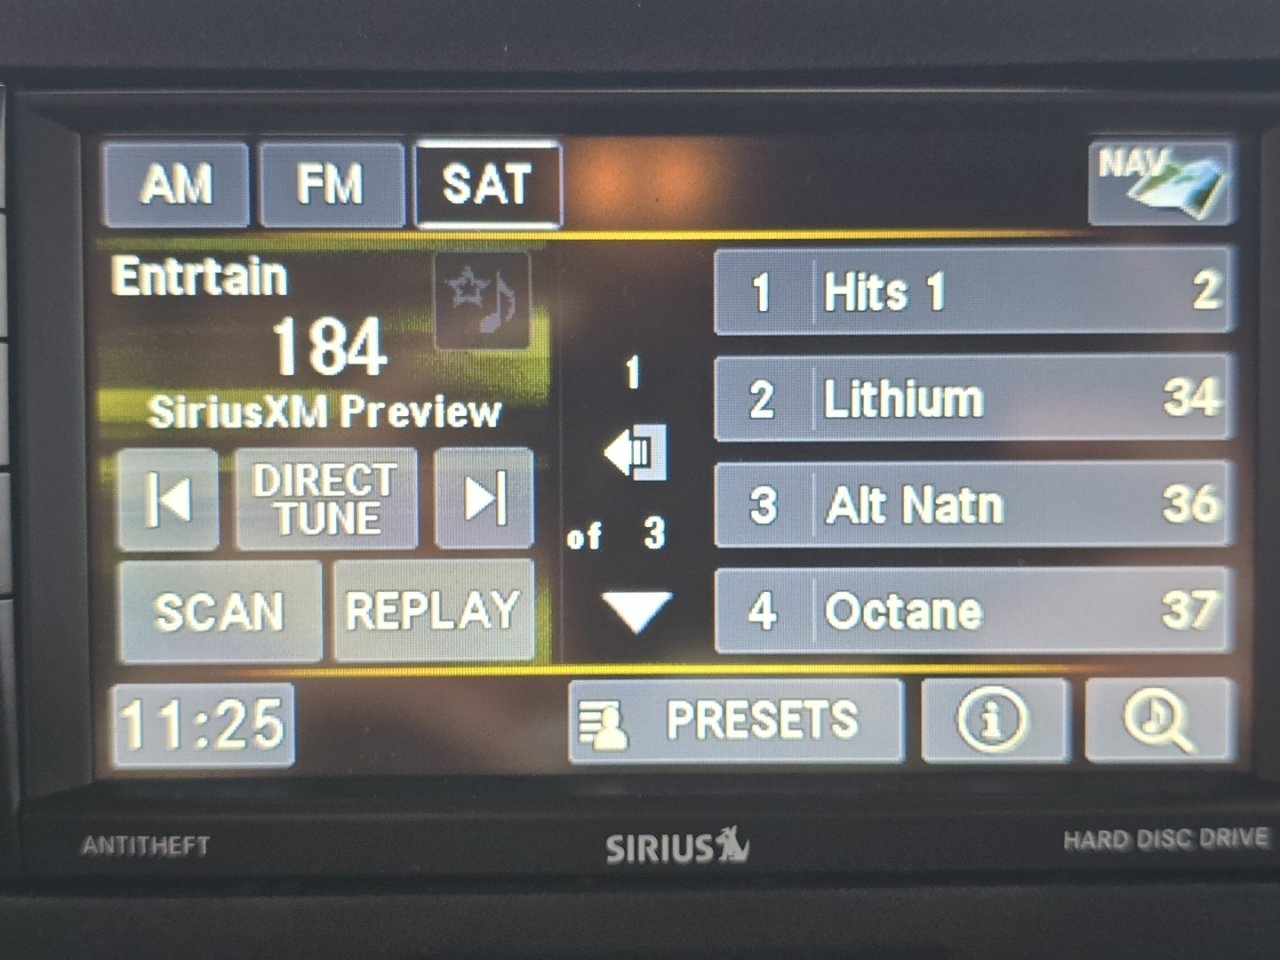 AM FM SAT NAV
Entrtain
184
SiriusXM Preview
DIRECT
TUNE
SCAN REPLAY
1
of 3
1 Hits 1 2
2 Lithium 34
3 Alt Natn 36
4 Octane 37
11:25 PRESETS i
ANTITHEFT SIRIUS HARD DISC DRIVE